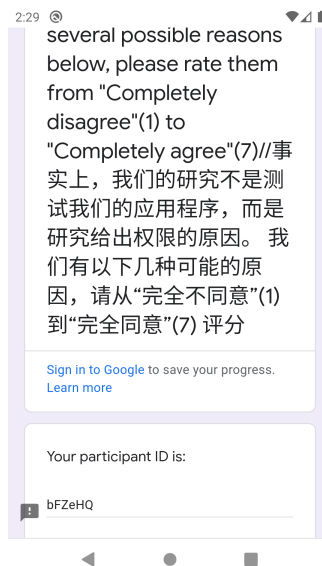 2:29
several possible reasons
below, please rate them
from "Completely
disagree"(1) to
"Completely agree"(7)//事
实上，我们的研究不是测
试我们的应用程序，而是
研究给出权限的原因。 我
们有以下几种可能的原
因，请从“完全不同意”(1)
到“完全同意”(7) 评分
Sign in to Google to save your progress.
Learn more
Your participant ID is:
bFZeHQ